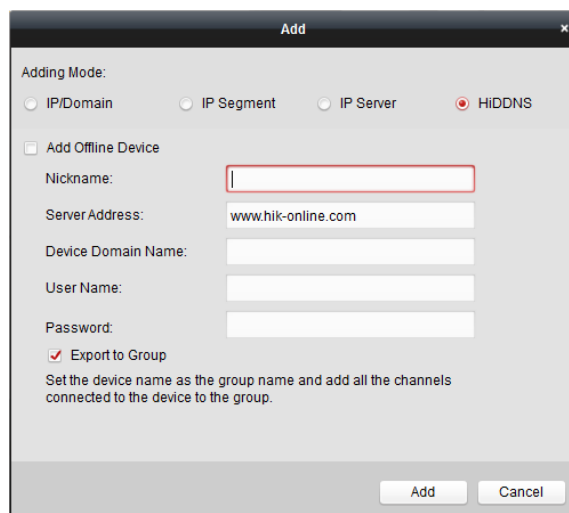 Add
Adding Mode:
IP/Domain IP Segment IP Server HiDDNS
Add Offline Device
Nickname:
Server Address: www.hik-online.com
Device Domain Name:
User Name:
Password:
Export to Group
Set the device name as the group name and add all the channels
connected to the device to the group.
Add Cancel